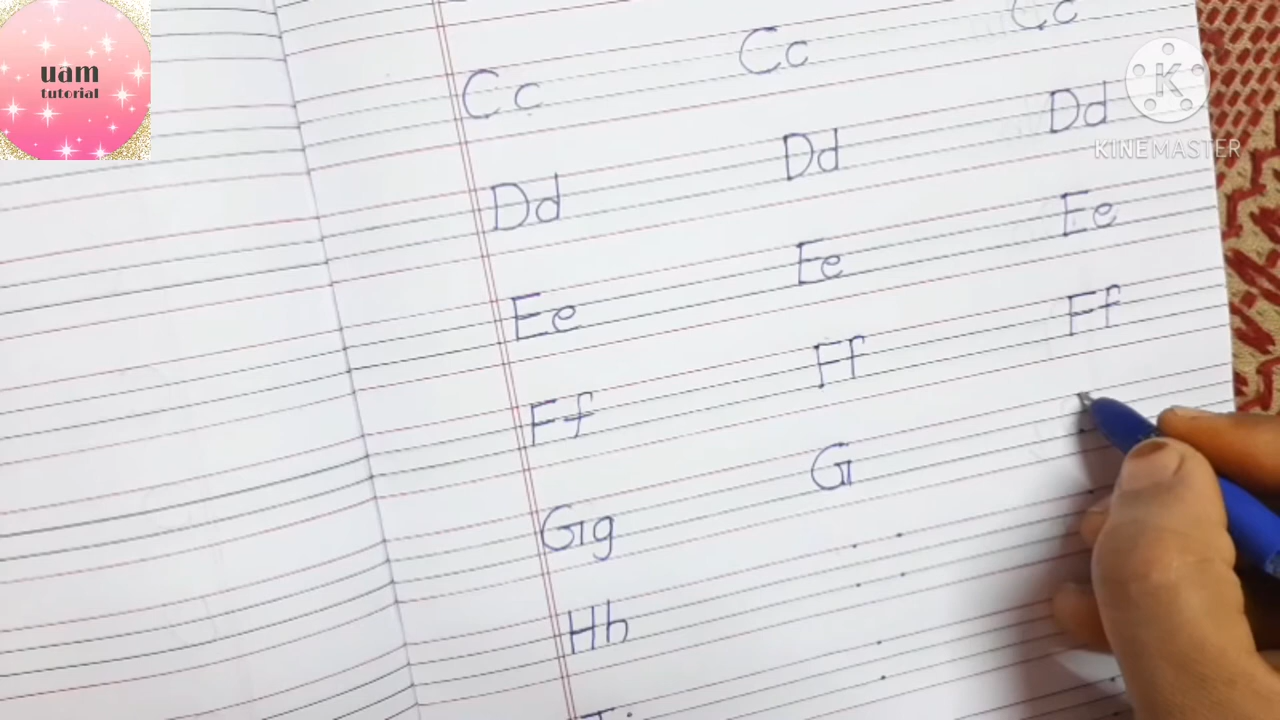 uam
tutorial
K
KINEMASTER
Cc Cc Cc
Dd Dd Dd
Ee Ee Ee
Ff Ff Ff
Gg G
Hh